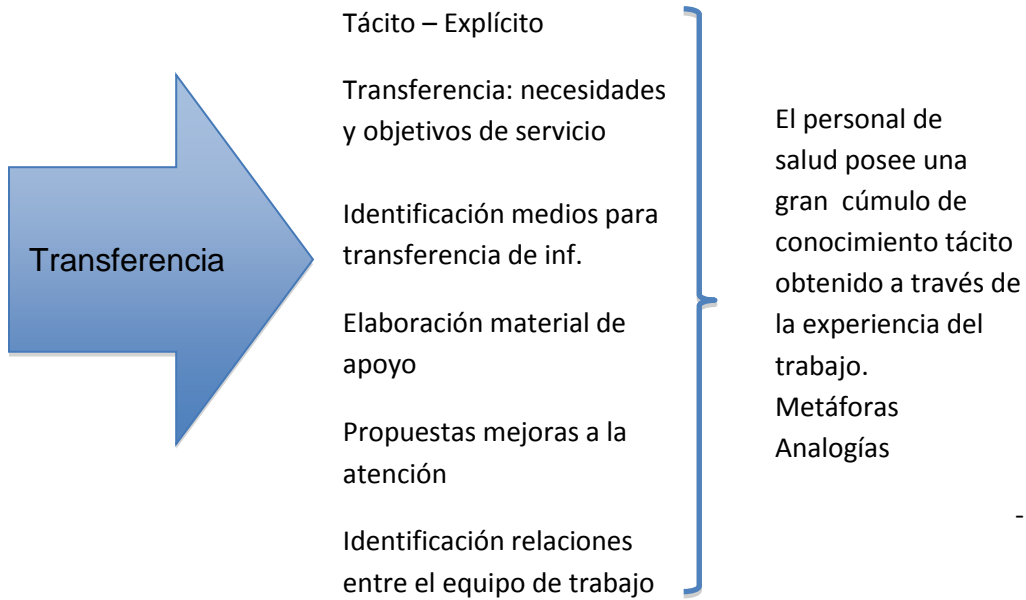 Transferencia
Tácito – Explícito
Transferencia: necesidades
y objetivos de servicio
Identificación medios para
transferencia de inf.
Elaboración material de
apoyo
Propuestas mejoras a la
atención
Identificación relaciones
entre el equipo de trabajo
El personal de
salud posee una
gran cúmulo de
conocimiento tácito
obtenido a través de
la experiencia del
trabajo.
Metáforas
Analogías
-